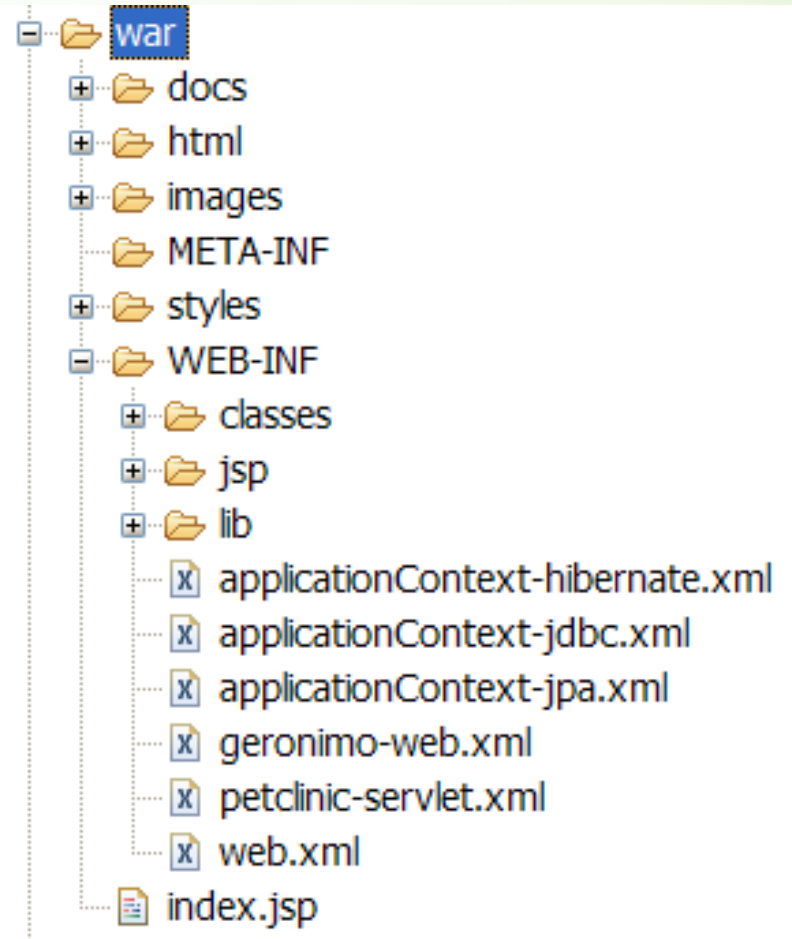 war
docs
html
images
META-INF
styles
WEB-INF
classes
jsp
lib
applicationContext-hibernate.xml
applicationContext-jdbc.xml
applicationContext-jpa.xml
geronimo-web.xml
petclinic-servlet.xml
web.xml
index.jsp